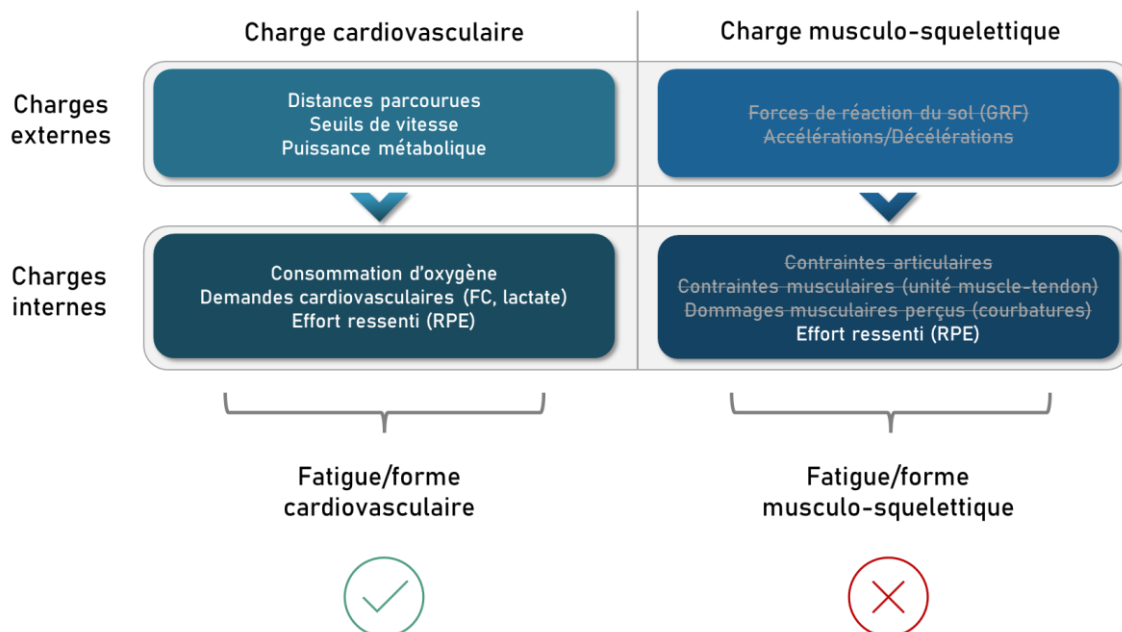 Charge cardiovasculaire
Charge musculo-squelettique
Charges
externes
Distances parcourues
Seuils de vitesse
Puissance métabolique
Forces de réaction du sol (GRF)
Accélérations/Décélérations
Charges
internes
Consommation d'oxygène
Demandes cardiovasculaires (FC, lactate)
Effort ressenti (RPE)
Contraintes articulaires
Contraintes musculaires (unité muscle-tendon)
Dommages musculaires perçus (courbatures)
Effort ressenti (RPE)
Fatigue/forme
cardiovasculaire
Fatigue/forme
musculo-squelettique